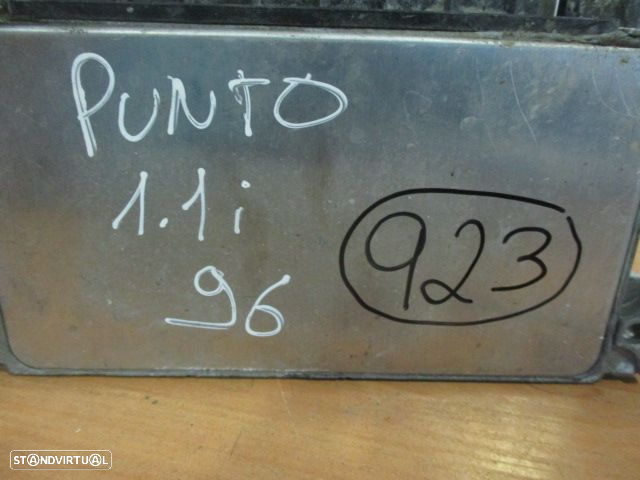 PUNTO
1.1i
96
923
STANDVIRTUAL